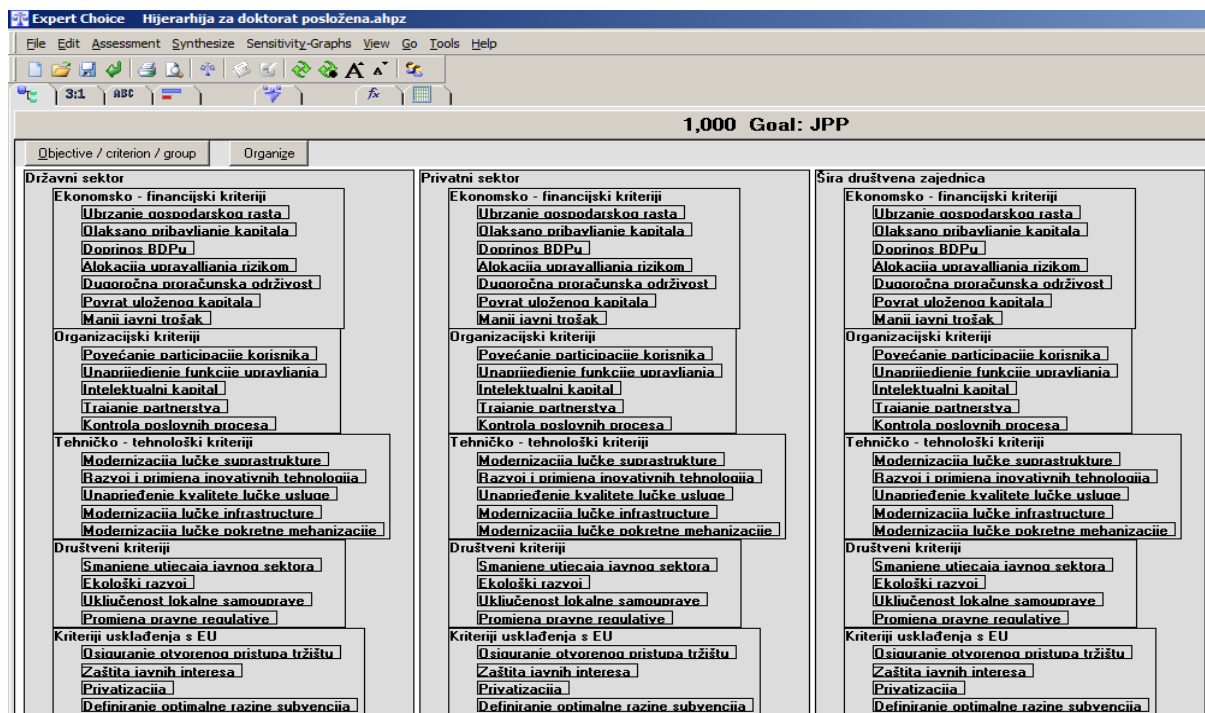 Expert Choice Hijerarhija za doktorat posložena.ahpz
File Edit Assessment Synthesize Sensitivity-Graphs View Go Tools Help
3:1 ABC fx
1,000 Goal: JPP
Objective / criterion / group Organize
Državni sektor
Ekonomsko - financijski kriteriji
Ubrzanje gospodarskog rasta
Olaksano pribavljanje kapitala
Doprinos BDPu
Alokacija upravalljanja rizikom
Dugoročna proračunska održivost
Povrat uloženog kapitala
Manji javni trošak
Organizacijski kriteriji
Povećanje participacije korisnika
Unaprijedjenje funkcije upravljanja
Intelektualni kapital
Trajanje partnerstva
Kontrola poslovnih procesa
Tehničko - tehnološki kriteriji
Modernizacija lučke suprastrukture
Razvoj i primjena inovativnih tehnologija
Unaprjeđenje kvalitete lučke usluge
Modernizacija lučke infrastructure
Modernizacija lučke pokretne mehanizacije
Društveni kriteriji
Smanjene utjecaja javnog sektora
Ekološki razvoj
Uključenost lokalne samouprave
Promjena pravne regulative
Kriteriji usklađenja s EU
Osiguranje otvorenog pristupa tržištu
Zaštita javnih interesa
Privatizacija
Definiranje optimalne razine subvencija
Privatni sektor
Ekonomsko - financijski kriteriji
Ubrzanje gospodarskog rasta
Olaksano pribavljanje kapitala
Doprinos BDPu
Alokacija upravalljanja rizikom
Dugoročna proračunska održivost
Povrat uloženog kapitala
Manji javni trošak
Organizacijski kriteriji
Povećanje participacije korisnika
Unaprijedjenje funkcije upravljanja
Intelektualni kapital
Trajanje partnerstva
Kontrola poslovnih procesa
Tehničko - tehnološki kriteriji
Modernizacija lučke suprastrukture
Razvoj i primjena inovativnih tehnologija
Unaprjeđenje kvalitete lučke usluge
Modernizacija lučke infrastructure
Modernizacija lučke pokretne mehanizacije
Društveni kriteriji
Smanjene utjecaja javnog sektora
Ekološki razvoj
Uključenost lokalne samouprave
Promjena pravne regulative
Kriteriji usklađenja s EU
Osiguranje otvorenog pristupa tržištu
Zaštita javnih interesa
Privatizacija
Definiranje optimalne razine subvencija
Šira društvena zajednica
Ekonomsko - financijski kriteriji
Ubrzanje gospodarskog rasta
Olaksano pribavljanje kapitala
Doprinos BDPu
Alokacija upravalljanja rizikom
Dugoročna proračunska održivost
Povrat uloženog kapitala
Manji javni trošak
Organizacijski kriteriji
Povećanje participacije korisnika
Unaprijedjenje funkcije upravljanja
Intelektualni kapital
Trajanje partnerstva
Kontrola poslovnih procesa
Tehničko - tehnološki kriteriji
Modernizacija lučke suprastrukture
Razvoj i primjena inovativnih tehnologija
Unaprjeđenje kvalitete lučke usluge
Modernizacija lučke infrastructure
Modernizacija lučke pokretne mehanizacije
Društveni kriteriji
Smanjene utjecaja javnog sektora
Ekološki razvoj
Uključenost lokalne samouprave
Promjena pravne regulative
Kriteriji usklađenja s EU
Osiguranje otvorenog pristupa tržištu
Zaštita javnih interesa
Privatizacija
Definiranje optimalne razine subvencija